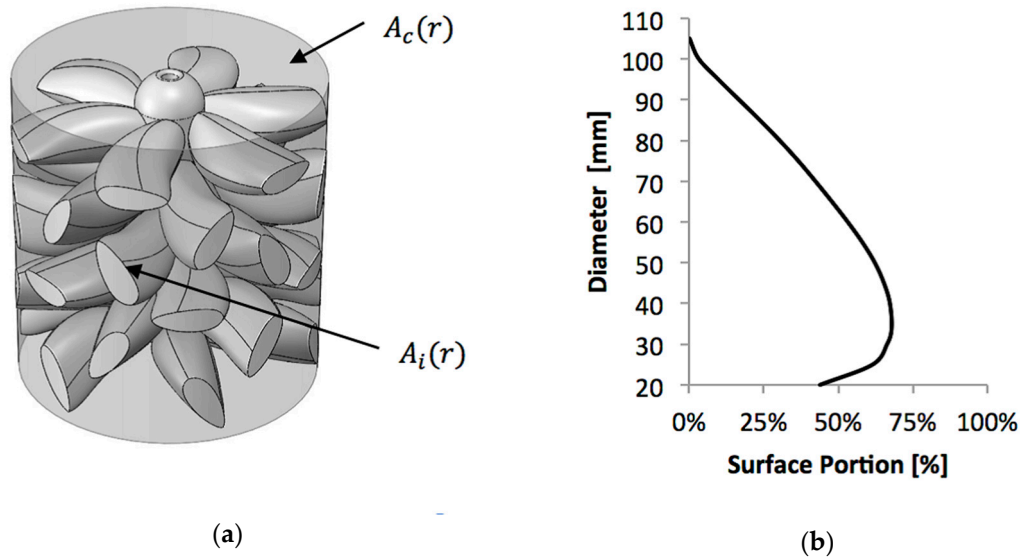 A_c(r)
A_i(r)
(a)
Diameter [mm]
110
100
90
80
70
60
50
40
30
20
0% 25% 50% 75% 100%
Surface Portion [%]
(b)